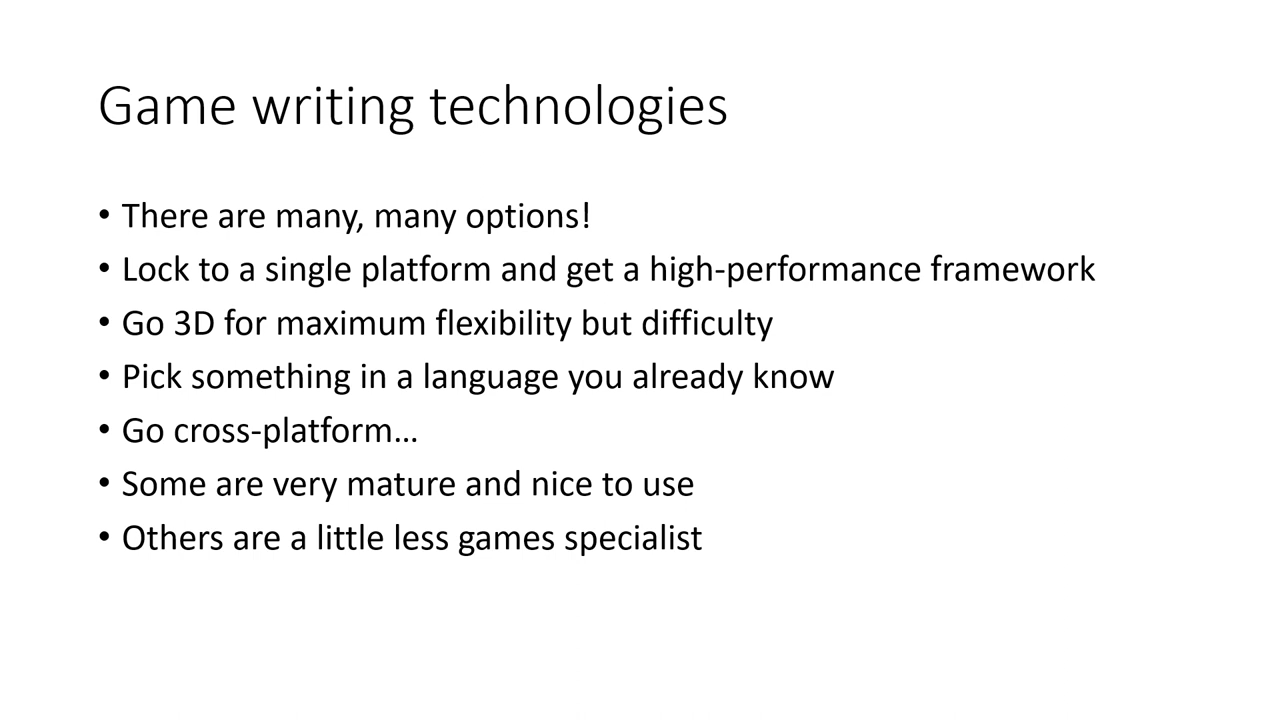 Game writing technologies
• There are many, many options!
• Lock to a single platform and get a high-performance framework
• Go 3D for maximum flexibility but difficulty
• Pick something in a language you already know
• Go cross-platform…
• Some are very mature and nice to use
• Others are a little less games specialist